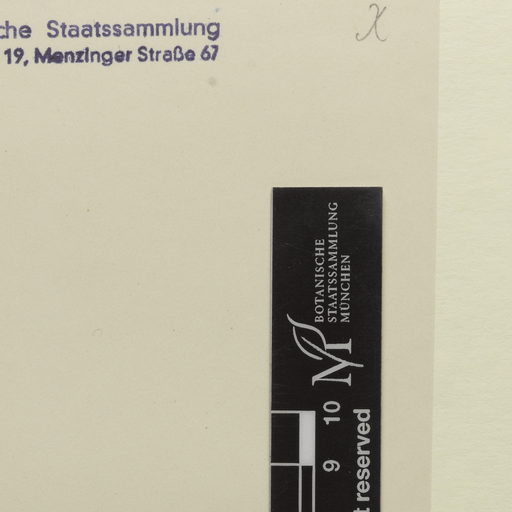 che Staatssammlung
19, Menzinger Straße 67
X
BOTANISCHE
STAATSSAMMLUNG
MÜNCHEN
M
9 10
t reserved